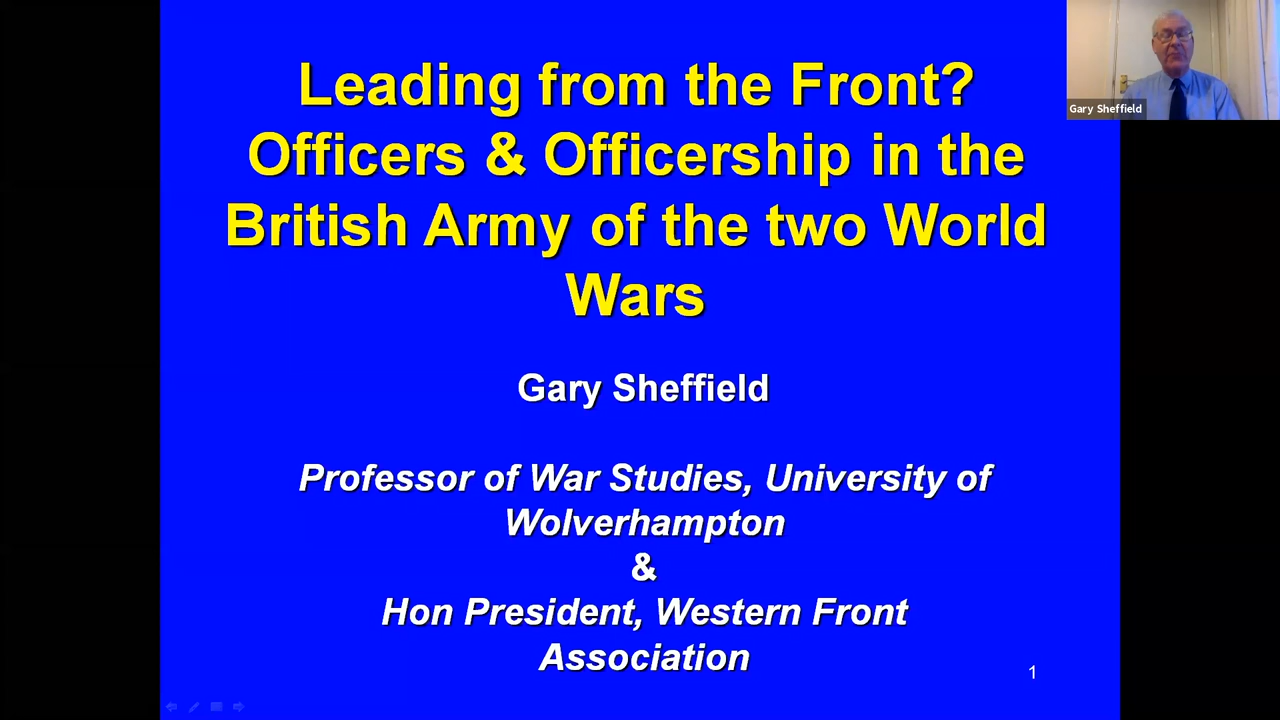 Leading from the Front?
Officers & Officership in the
British Army of the two World
Wars
Gary Sheffield
Gary Sheffield
Professor of War Studies, University of
Wolverhampton
&
Hon President, Western Front
Association
1